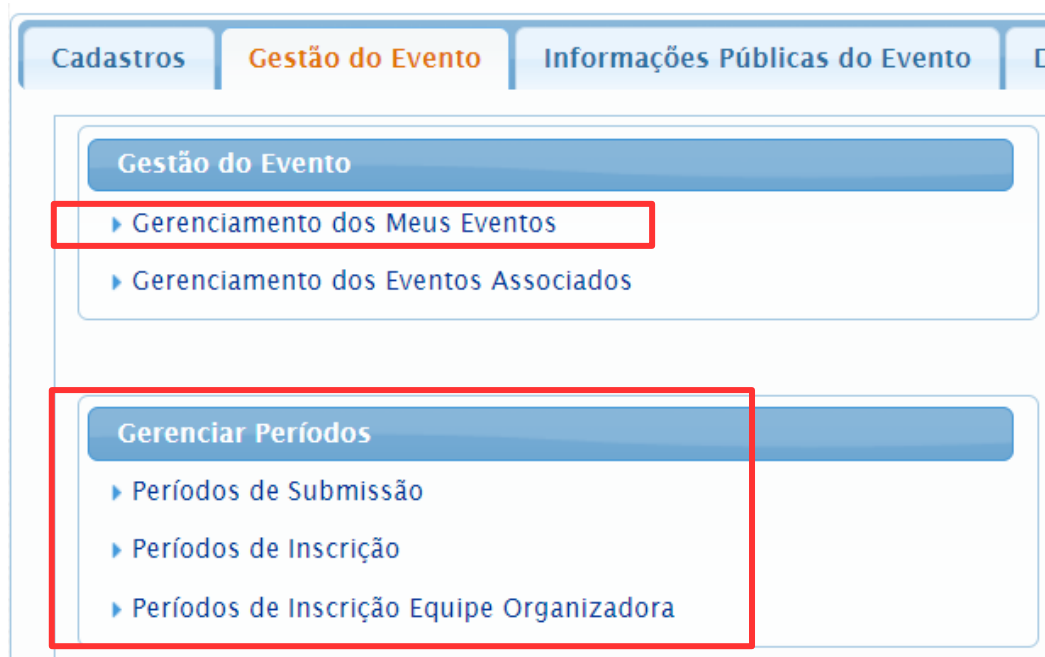 Cadastros Gestão do Evento Informações Públicas do Evento
Gestão do Evento
Gerenciamento dos Meus Eventos
Gerenciamento dos Eventos Associados
Gerenciar Períodos
Períodos de Submissão
Períodos de Inscrição
Períodos de Inscrição Equipe Organizadora